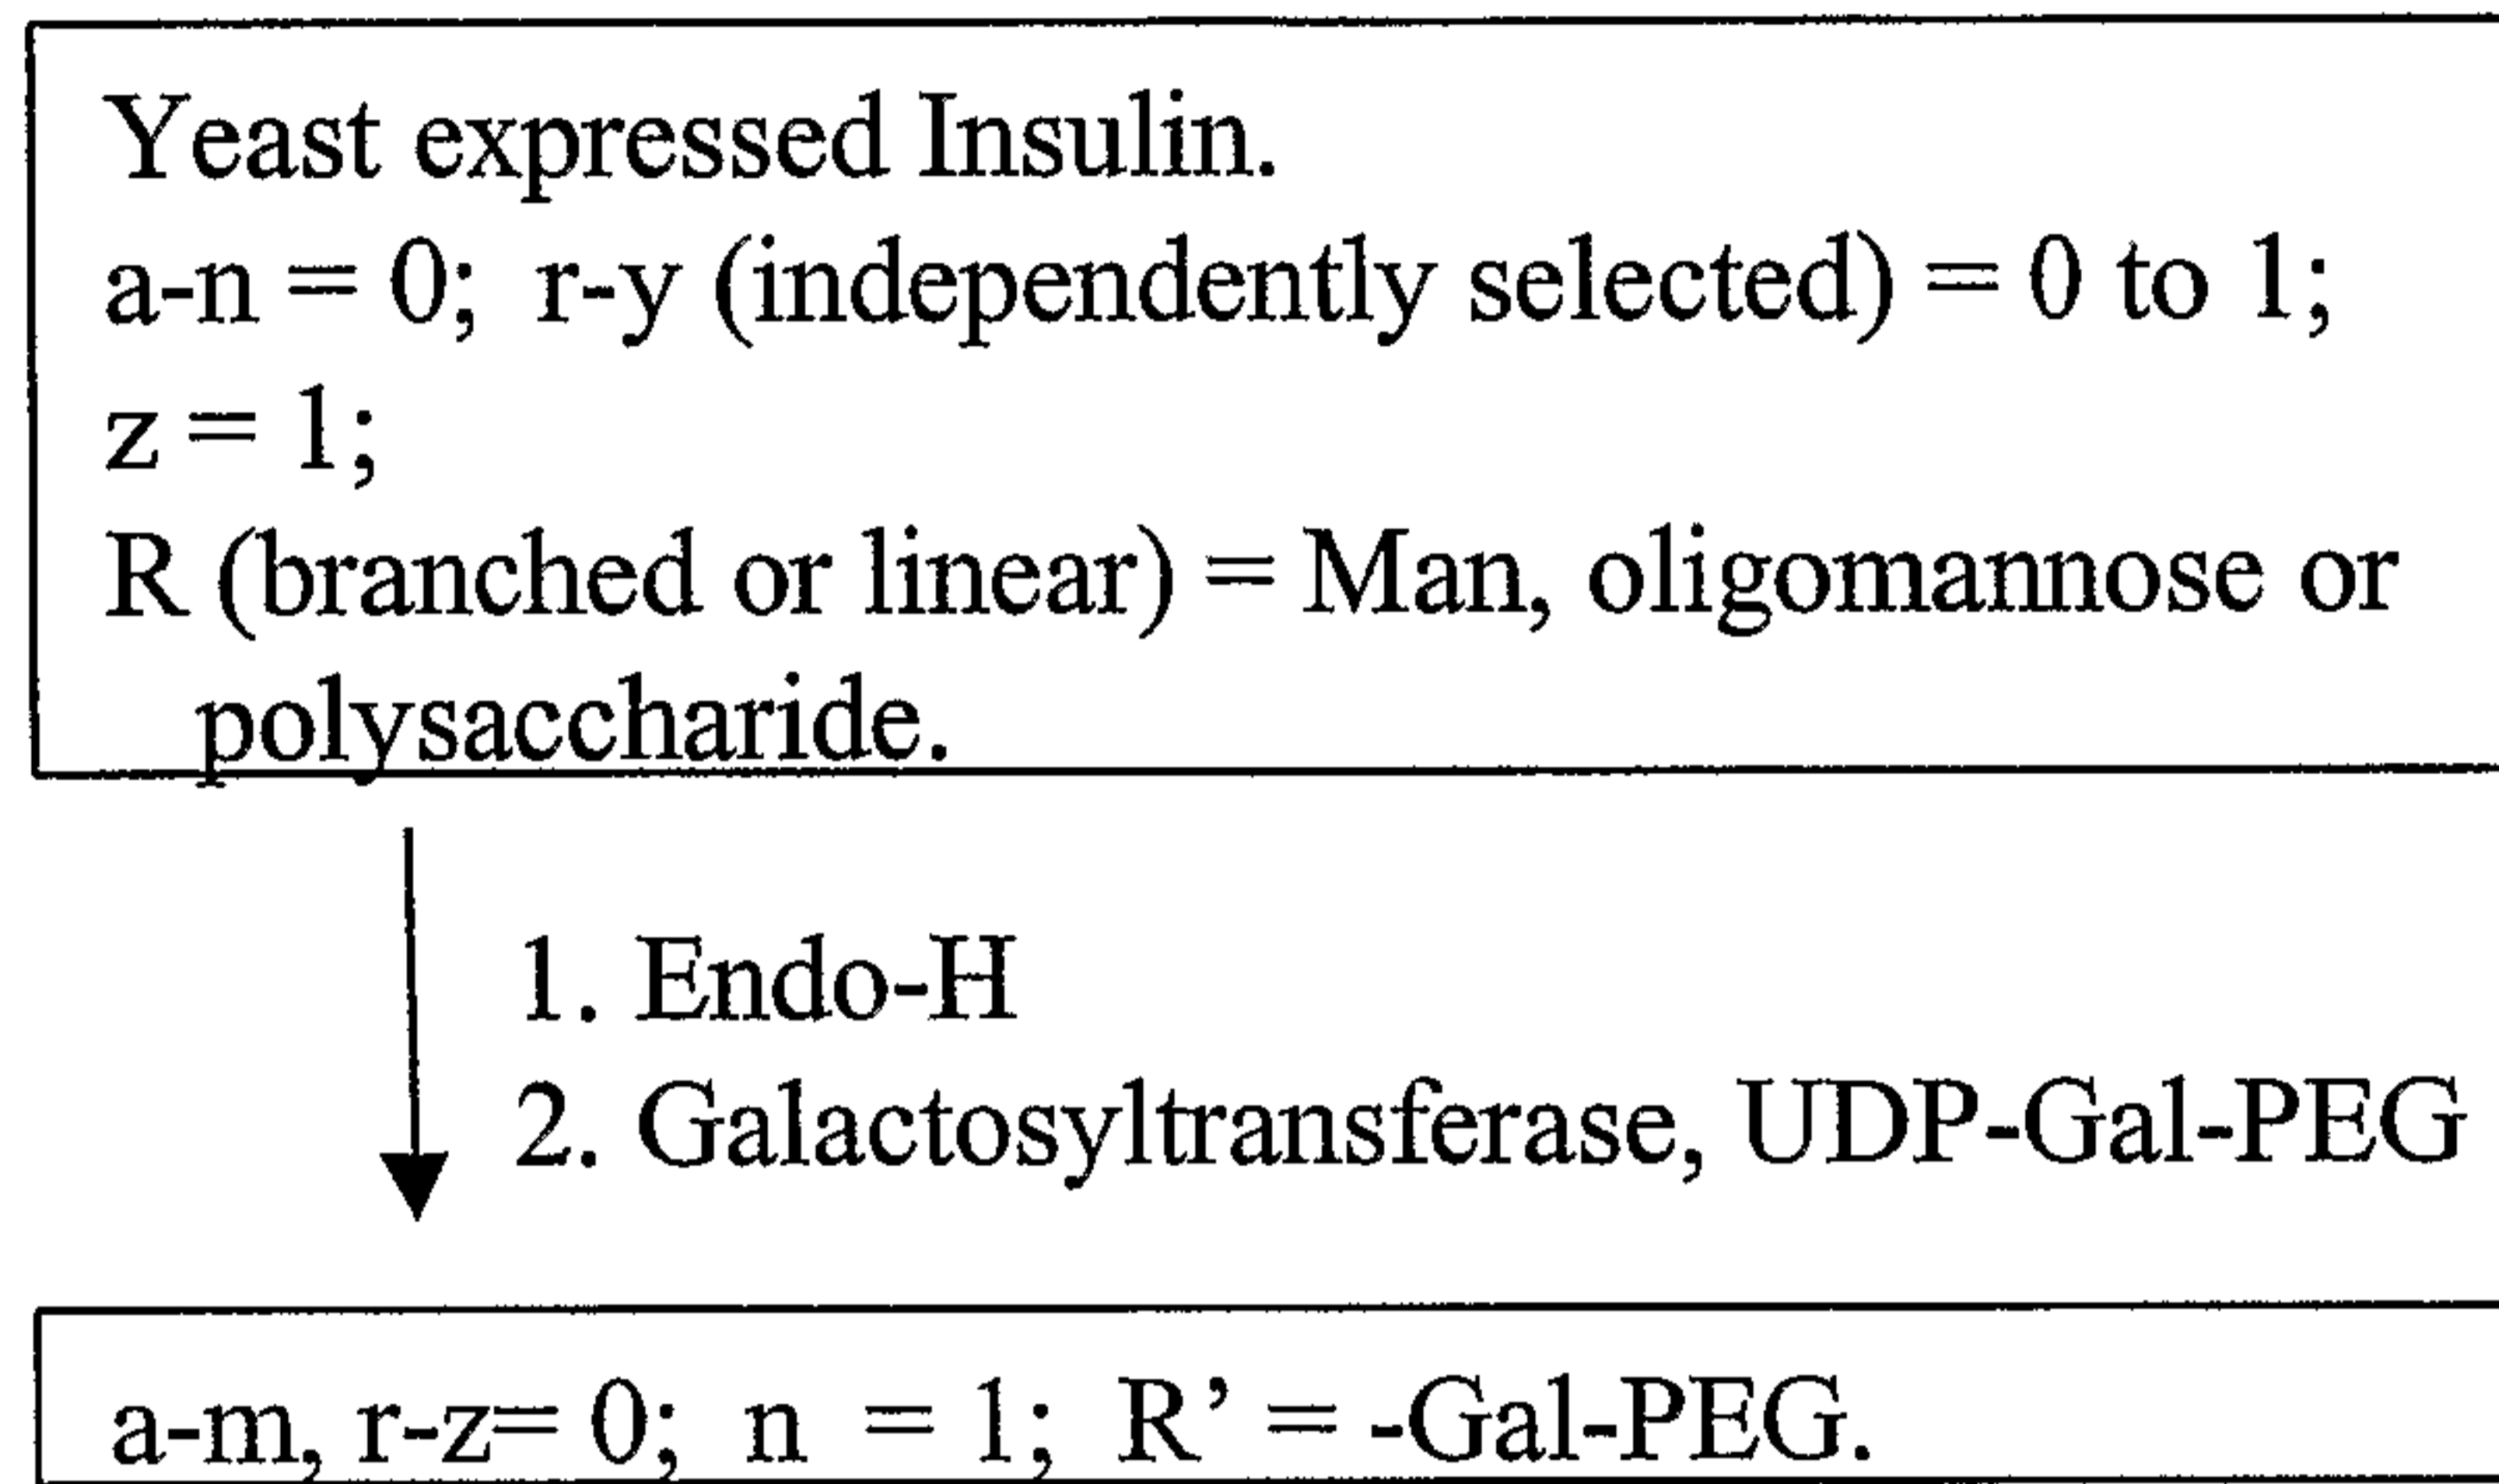 Yeast expressed Insulin.
a-n = 0; r-y (independently selected) = 0 to 1;
z = 1;
R (branched or linear) = Man, oligomannose or
polysaccharide.
1. Endo-H
2. Galactosyltransferase, UDP-Gal-PEG
a-m, r-z= 0; n = 1; R’ = -Gal-PEG.